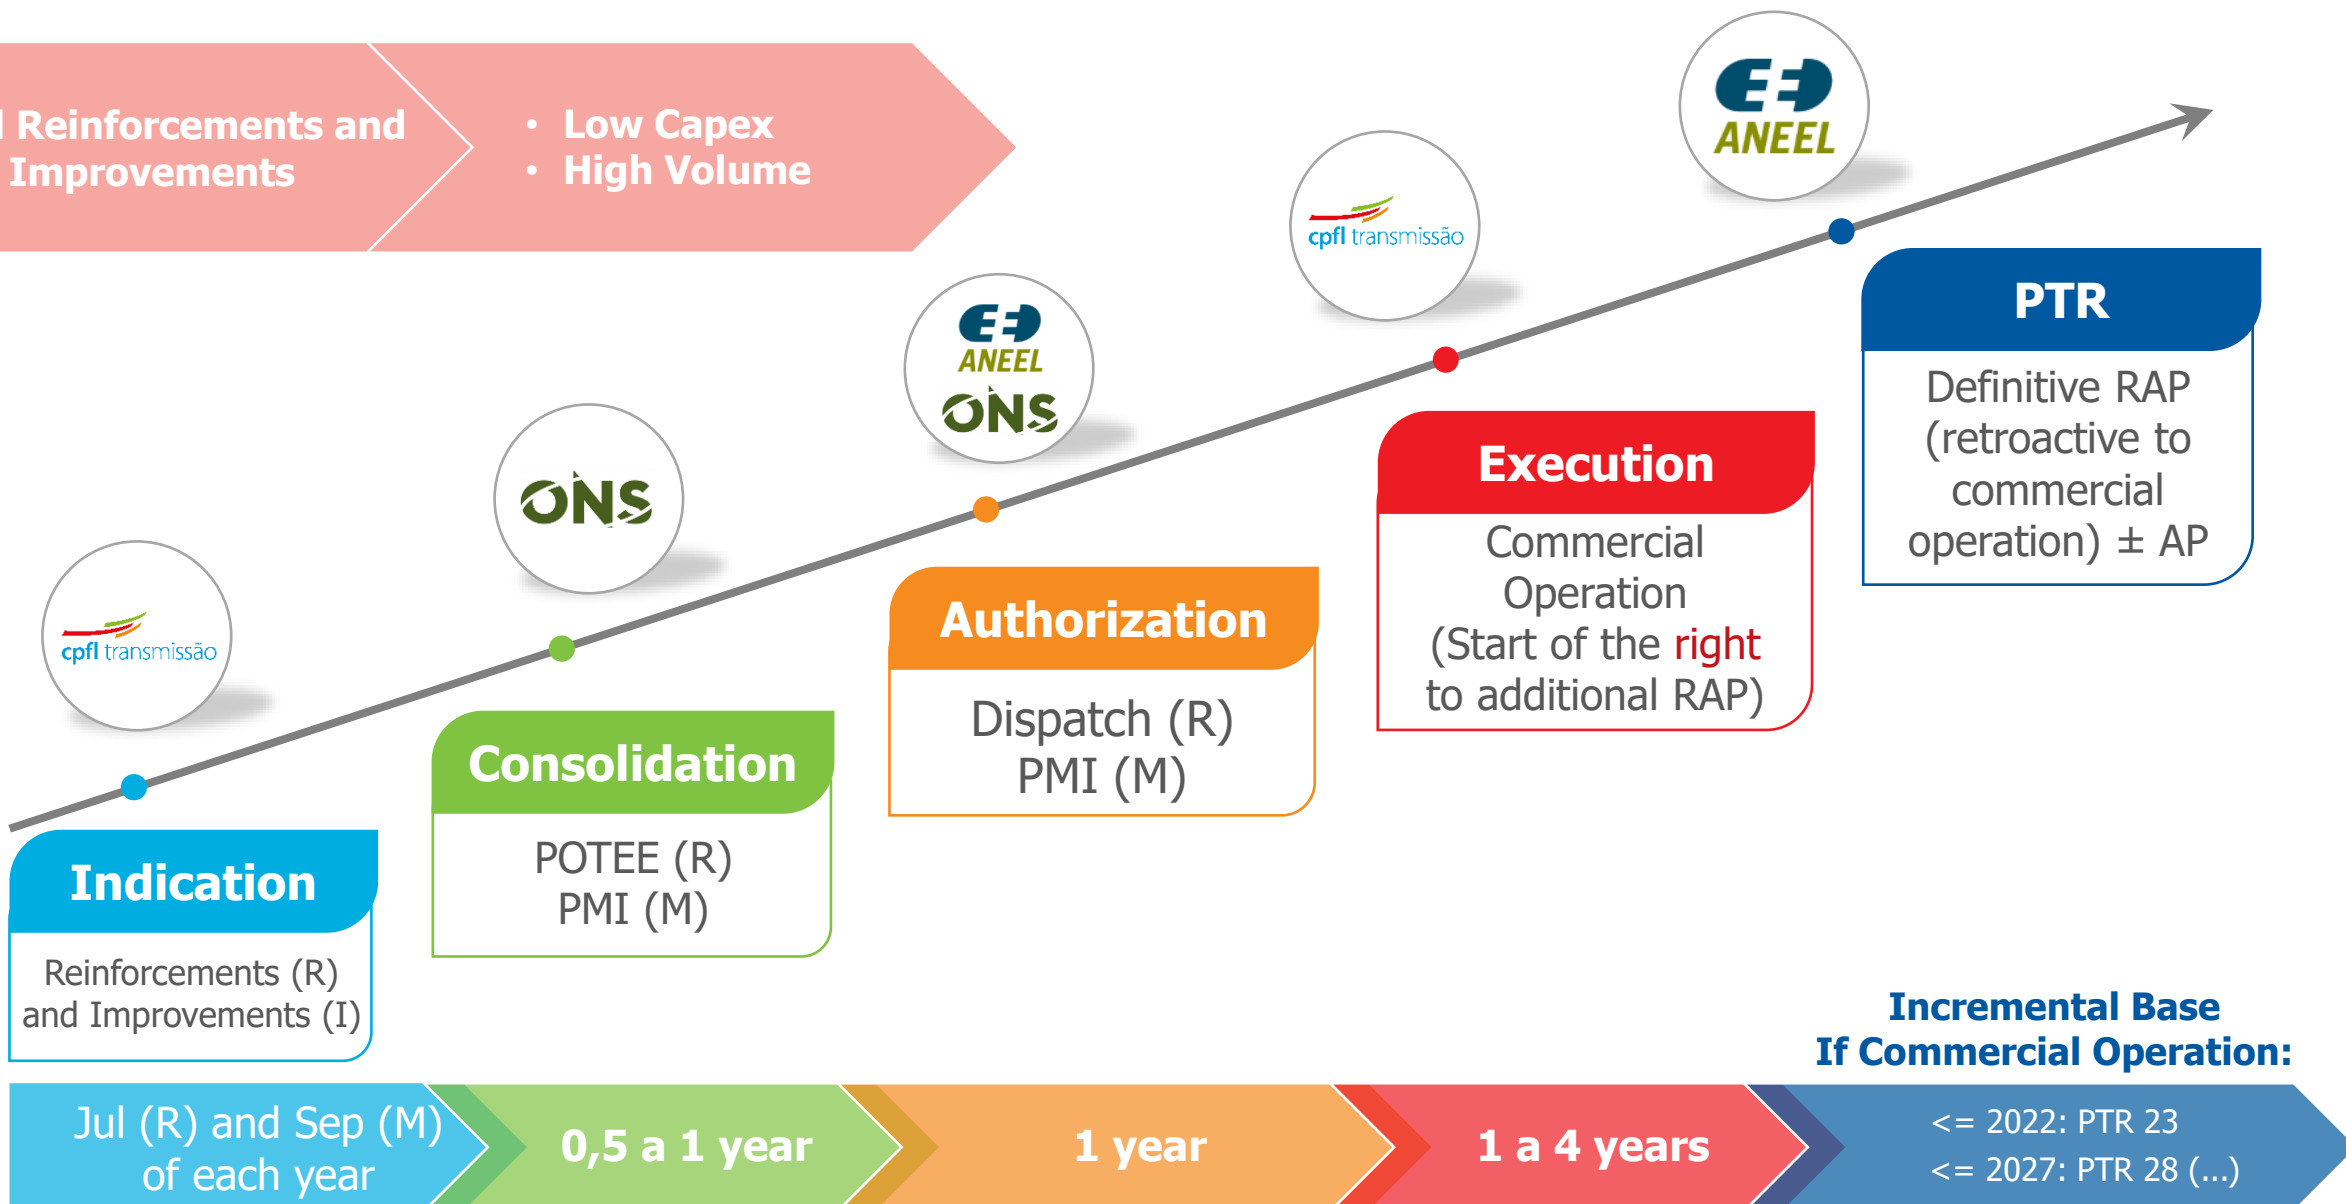 Reinforcements and
Improvements
• Low Capex
• High Volume
ANEEL
cpfl transmissão
ANEEL
ONS
ONS
cpfl transmissão
Indication
Reinforcements (R)
and Improvements (I)
Consolidation
POTEE (R)
PMI (M)
Authorization
Dispatch (R)
PMI (M)
Execution
Commercial
Operation
(Start of the right
to additional RAP)
PTR
Definitive RAP
(retroactive to
commercial
operation) ± AP
Incremental Base
If Commercial Operation:
Jul (R) and Sep (M)
of each year
0,5 a 1 year
1 year
1 a 4 years
<= 2022: PTR 23
<= 2027: PTR 28 (...)